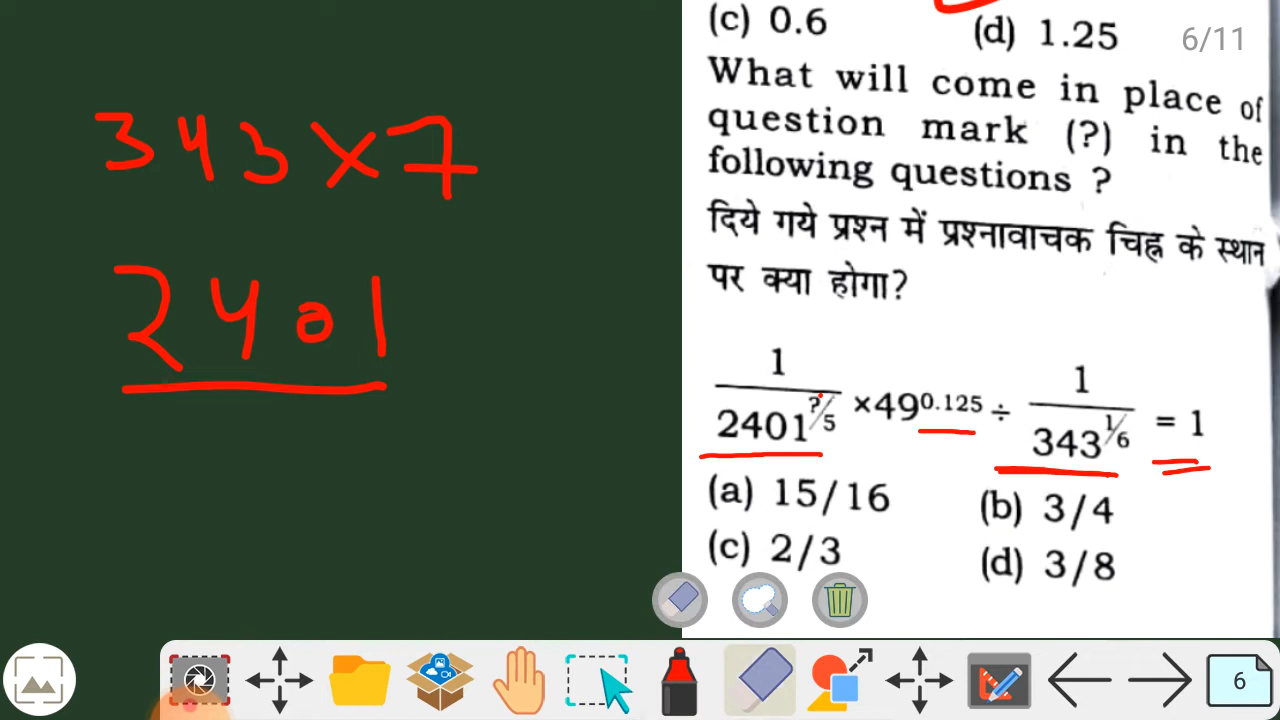 343×7
2401
(c) 0.6 (d) 1.25
6/11
What will come in place of
question mark (?) in the
following questions ?
दिये गये प्रश्न में प्रश्नावाचक चिह्न के स्थान
पर क्या होगा?
1/2401^?/5 ×49^0.125 ÷ 1/343^1/6 = 1
(a) 15/16 (b) 3/4
(c) 2/3 (d) 3/8
6